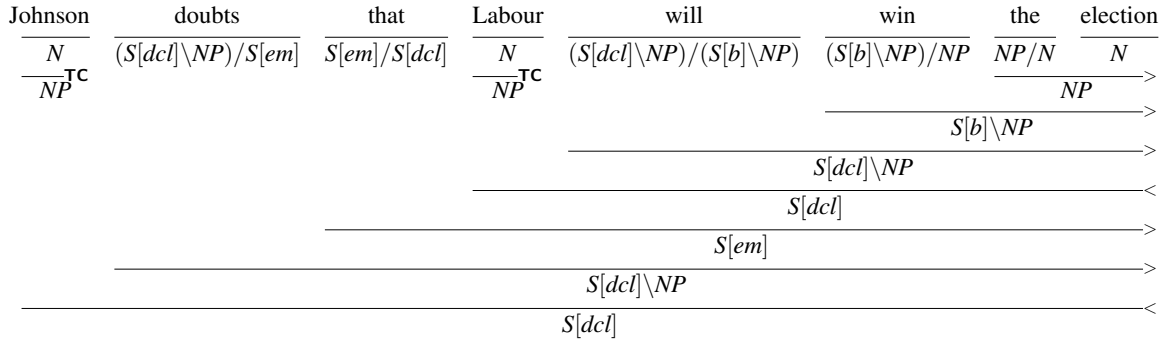 Johnson doubts that Labour will win the election
N (S[dcl]\NP)/S[em] S[em]/S[dcl] N (S[dcl]\NP)/(S[b]\NP) (S[b]\NP)/NP NP/N N
TC TC >
NP NP NP
>
S[b]\NP
>
S[dcl]\NP
<
S[dcl]
>
S[em]
>
S[dcl]\NP
<
S[dcl]